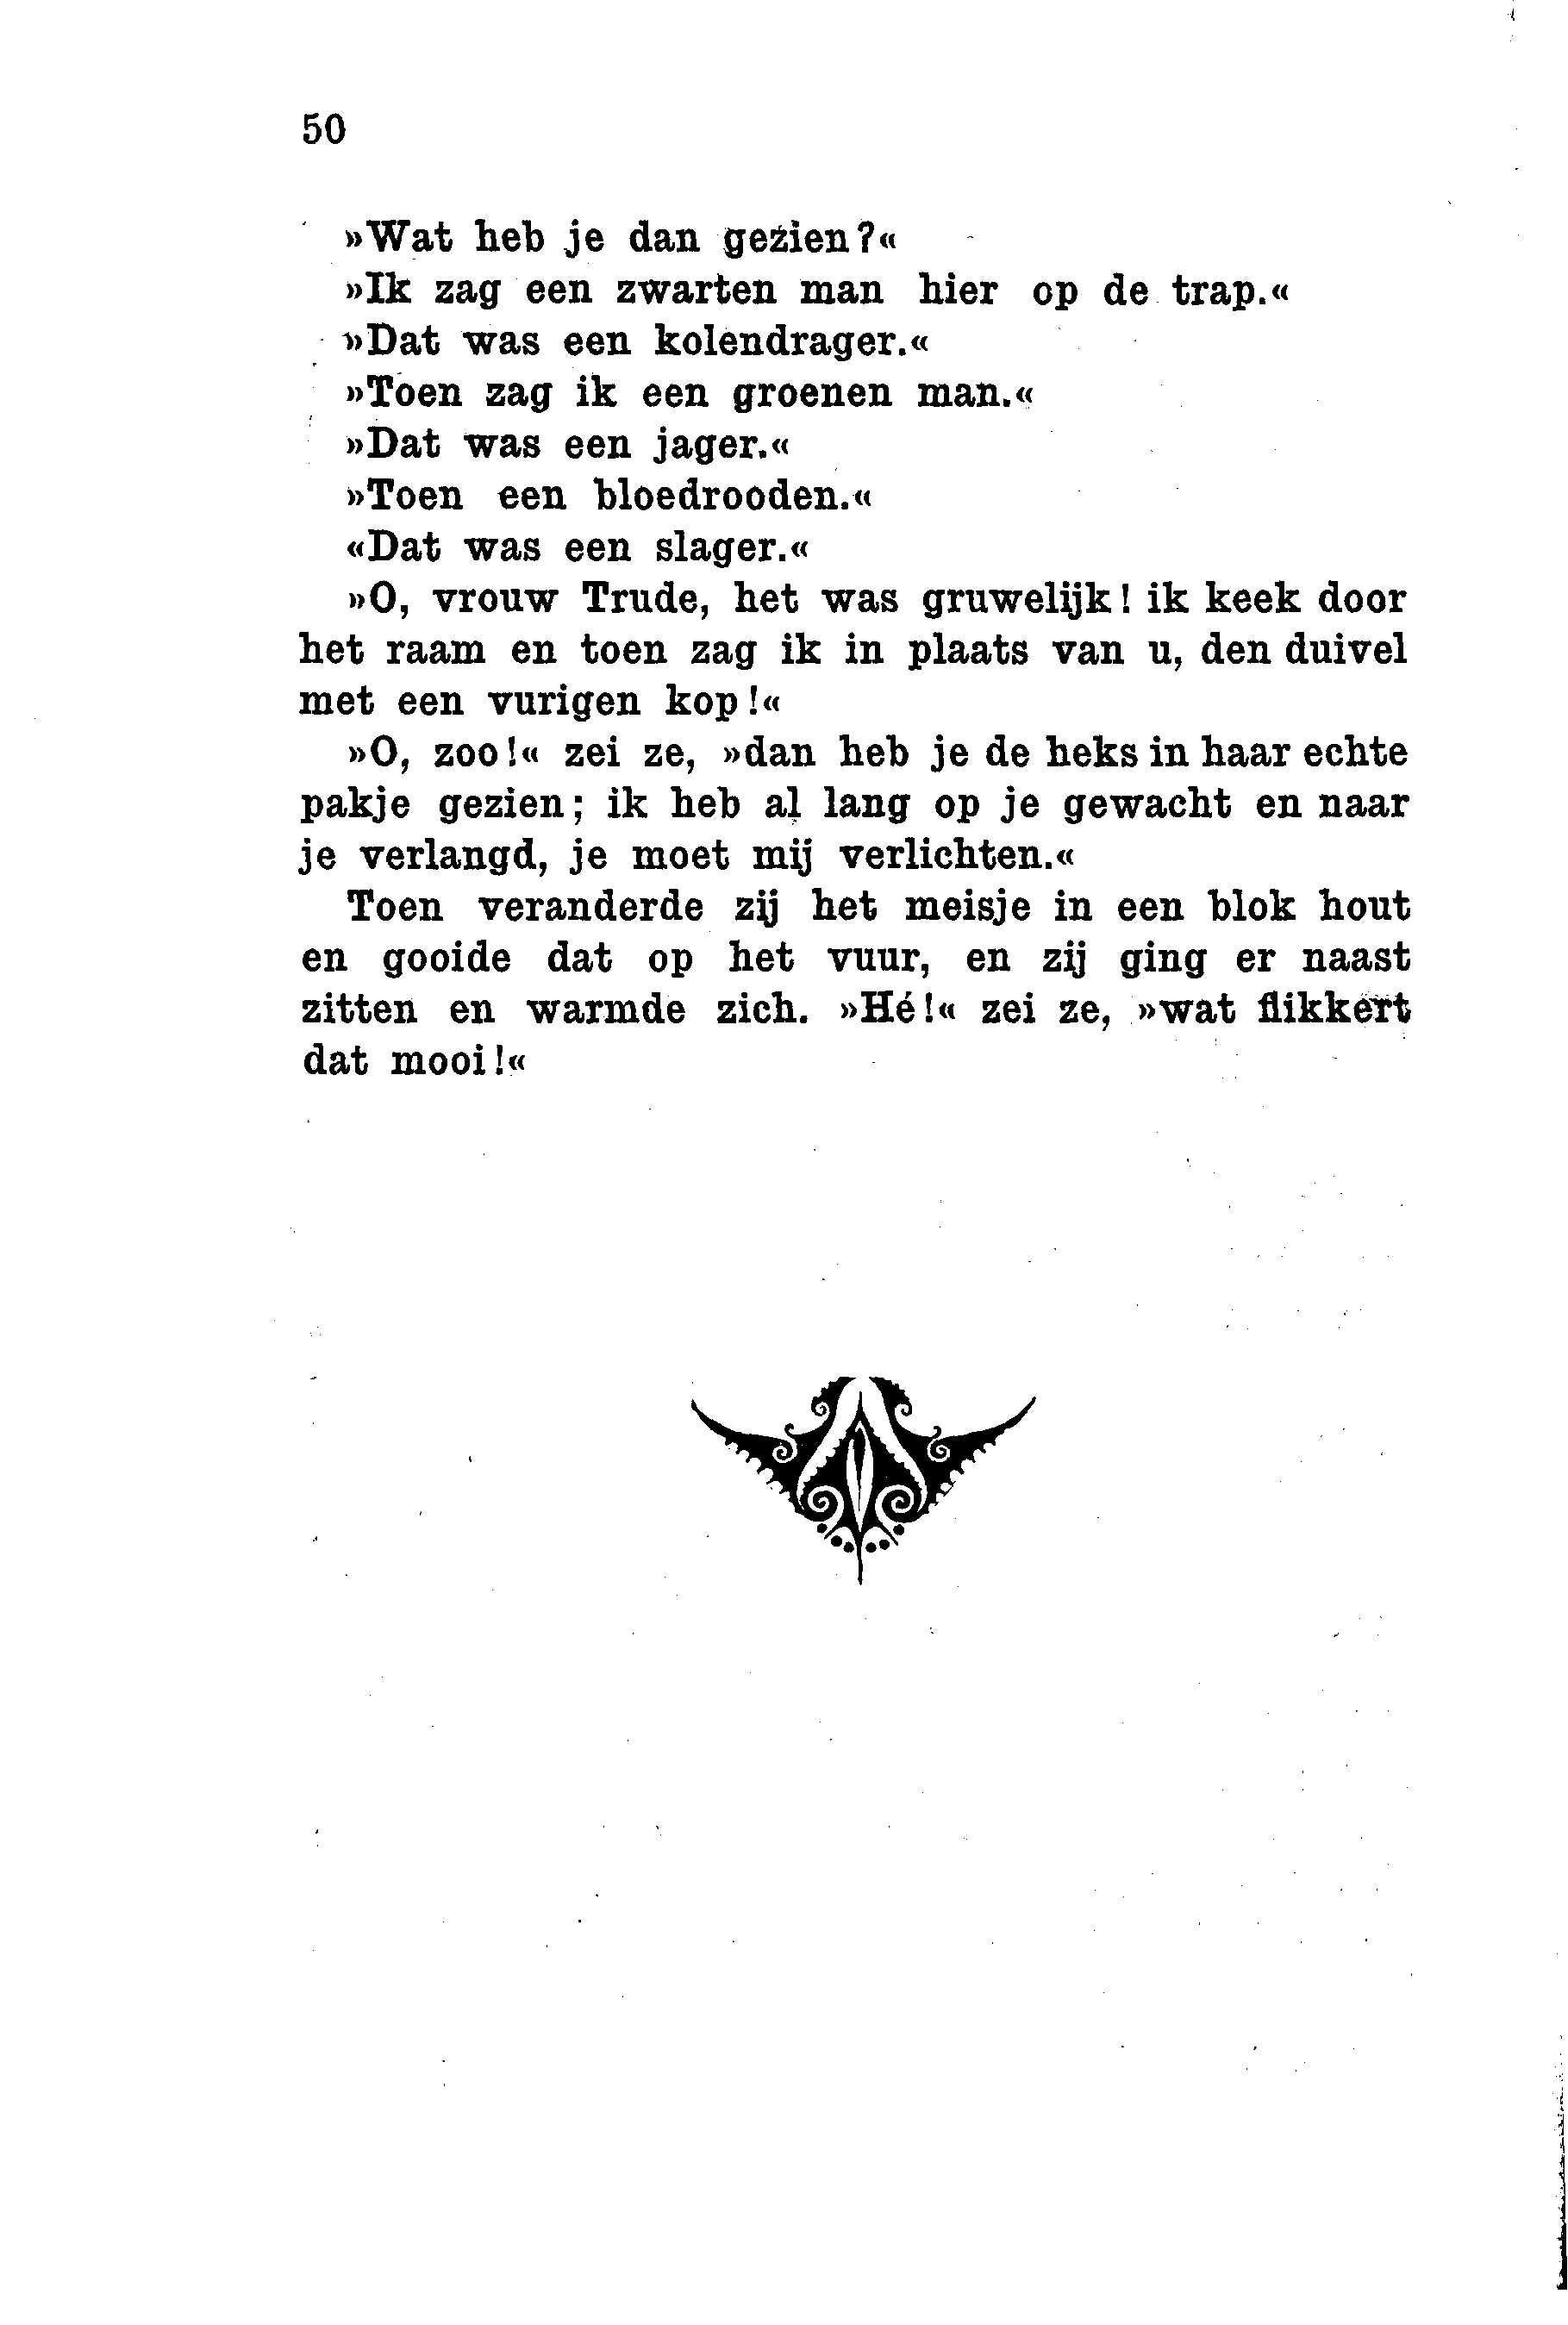 50
»Wat heb je dan gezien?«
»Ik zag een zwarten man hier op de trap.«
»Dat was een kolendrager.«
»Toen zag ik een groenen man.«
»Dat was een jager.«
»Toen een bloedrooden.«
«Dat was een slager.«
»O, vrouw Trude, het was gruwelijk! ik keek door
het raam en toen zag ik in plaats van u, den duivel
met een vurigen kop!«
»O, zoo!« zei ze, »dan heb je de heks in haar echte
pakje gezien; ik heb al lang op je gewacht en naar
je verlangd, je moet mij verlichten.«
Toen veranderde zij het meisje in een blok hout
en gooide dat op het vuur, en zij ging er naast
zitten en warmde zich. »Hé!« zei ze, »wat flikkert
dat mooi!«